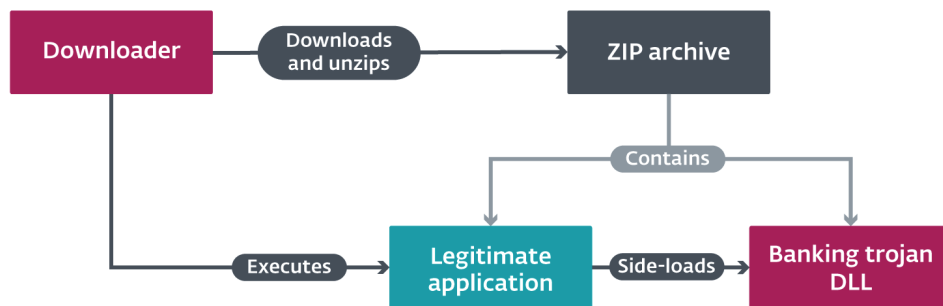 Downloader
Downloads
and unzips
ZIP archive
Contains
Executes
Legitimate
application
Side-loads
Banking trojan
DLL